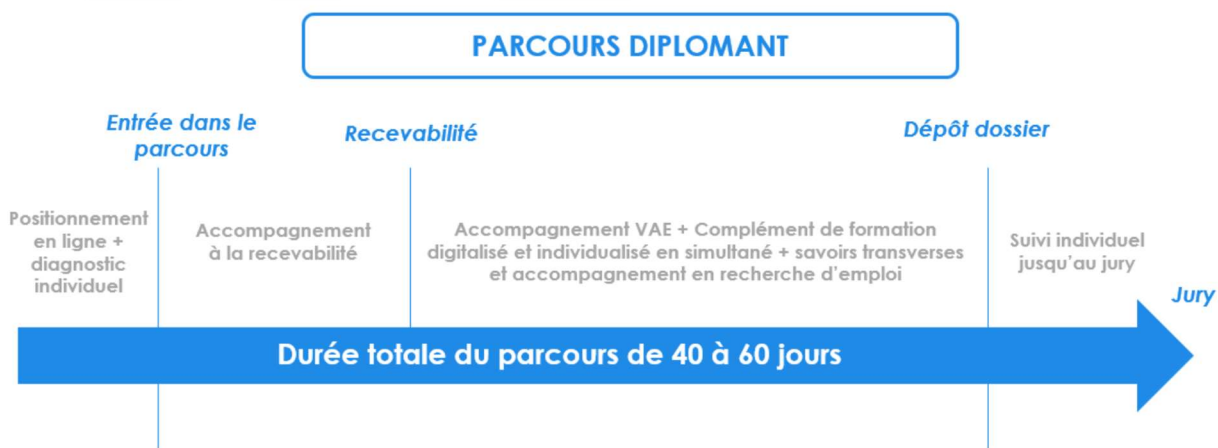 PARCOURS DIPLOMANT
Entrée dans le
parcours
Recevabilité
Dépôt dossier
Positionnement
en ligne +
diagnostic
individuel
Accompagnement
à la recevabilité
Accompagnement VAE + Complément de formation
digitalisé et individualisé en simultané + savoirs transverses
et accompagnement en recherche d'emploi
Suivi individuel
jusqu'au jury
Jury
Durée totale du parcours de 40 à 60 jours